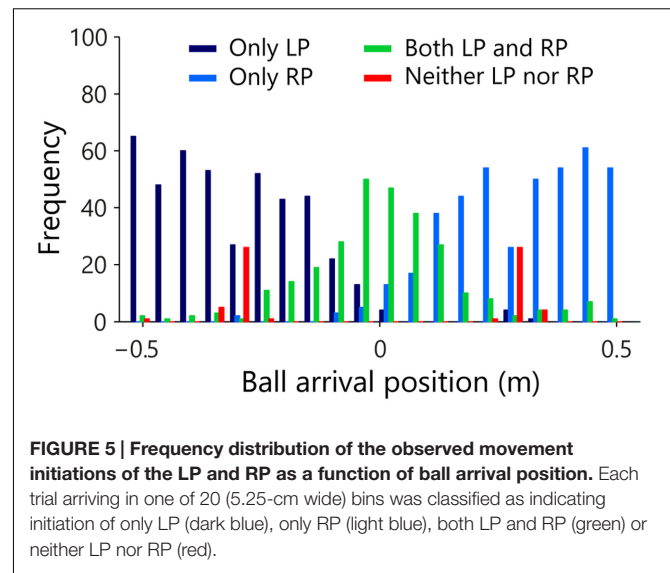 100
80
60
40
20
0
Frequency
Only LP
Only RP
Both LP and RP
Neither LP nor RP
−0.5 0 0.5
Ball arrival position (m)
FIGURE 5 | Frequency distribution of the observed movement
initiations of the LP and RP as a function of ball arrival position. Each
trial arriving in one of 20 (5.25-cm wide) bins was classified as indicating
initiation of only LP (dark blue), only RP (light blue), both LP and RP (green) or
neither LP nor RP (red).